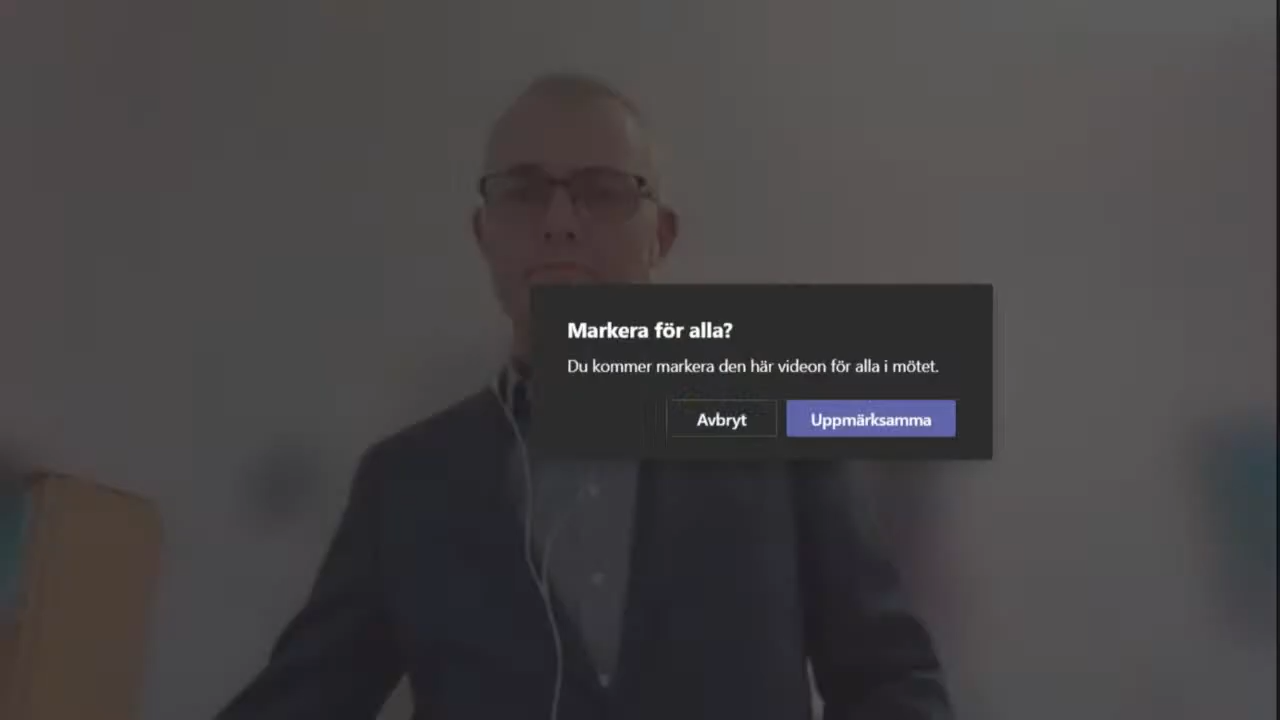 Markera för alla?
Du kommer markera den här videon för alla i mötet.
Avbryt
Uppmärksamma